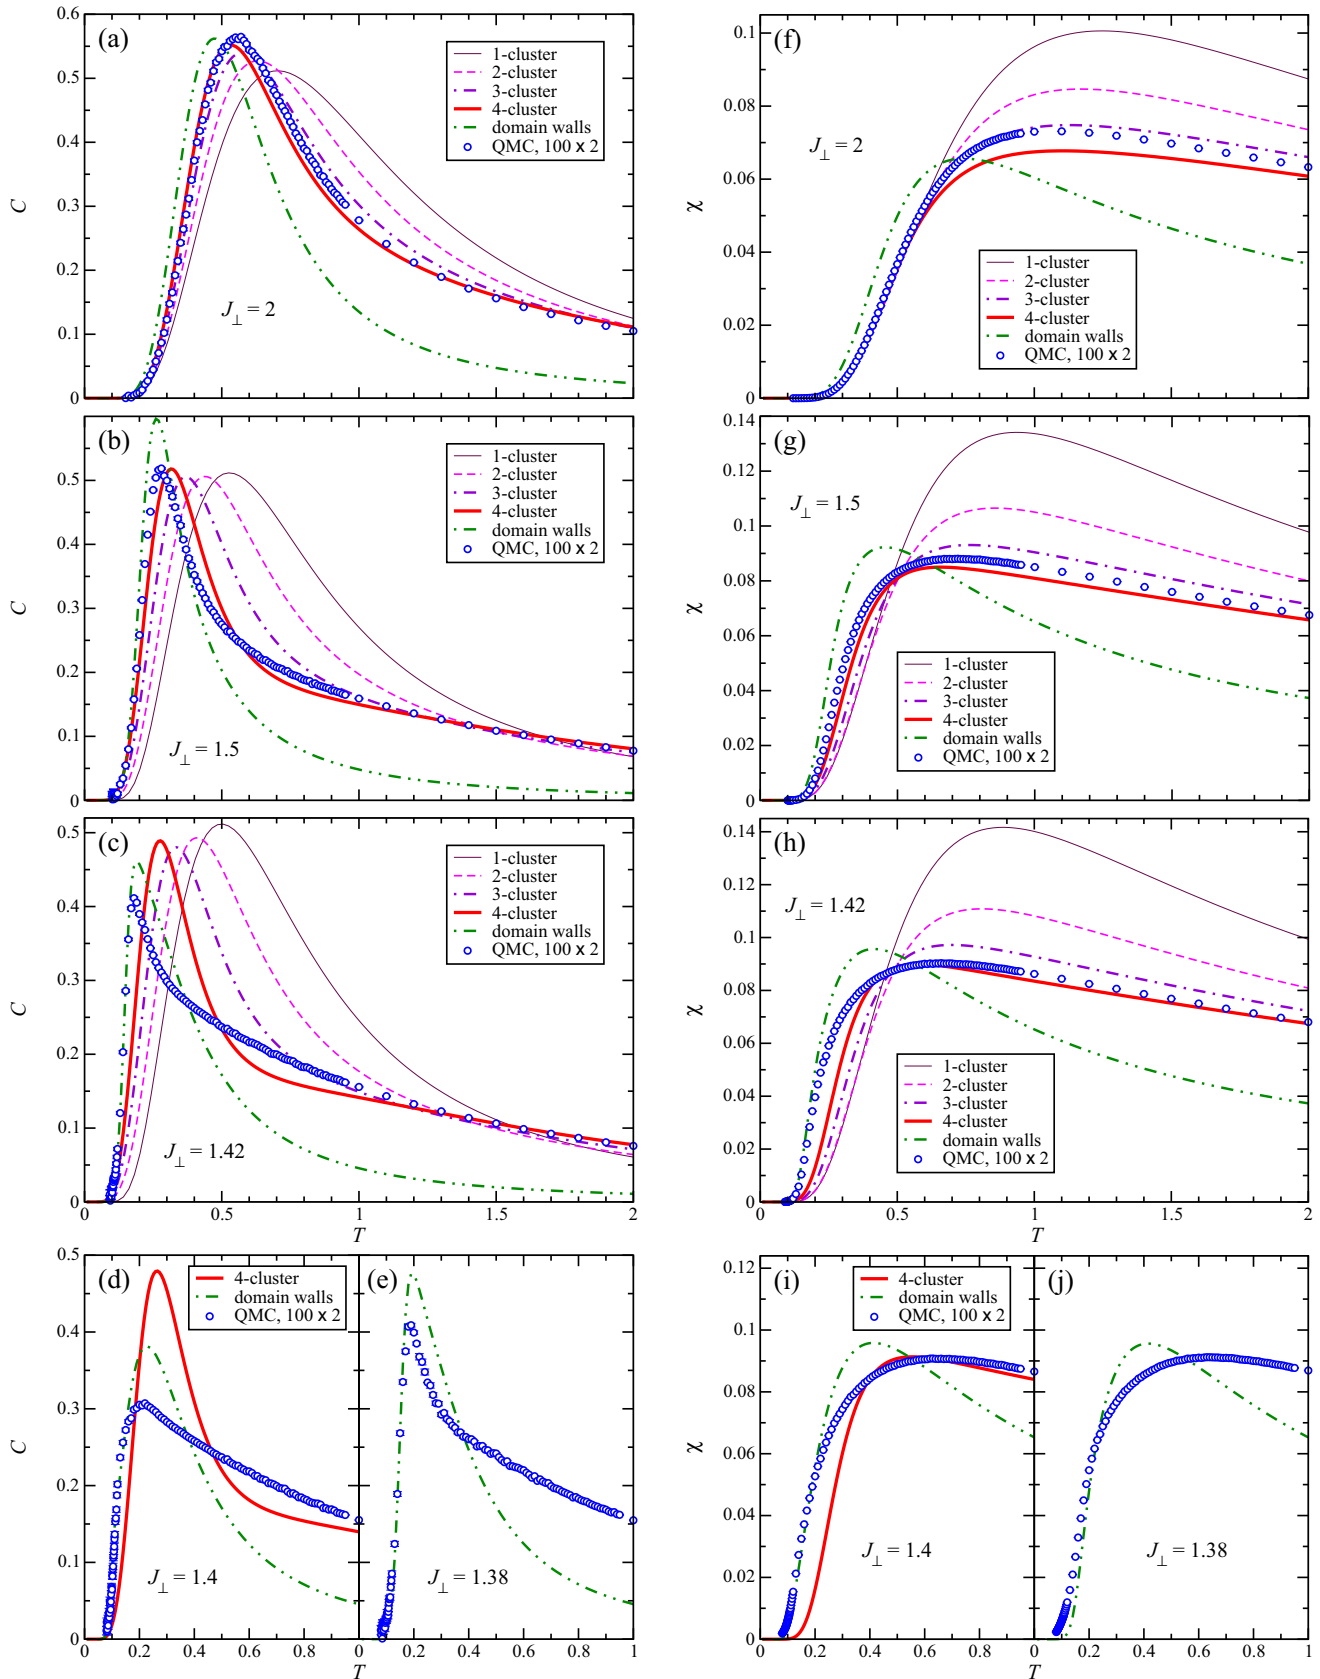 (a)
C
0.6
0.5
0.4
0.3
0.2
0.1
0
1-cluster
2-cluster
3-cluster
4-cluster
domain walls
QMC, 100 x 2
J⊥ = 2
(f)
χ
0.1
0.08
0.06
0.04
0.02
0
J⊥ = 2
1-cluster
2-cluster
3-cluster
4-cluster
domain walls
QMC, 100 x 2
(b)
C
0.5
0.4
0.3
0.2
0.1
0
1-cluster
2-cluster
3-cluster
4-cluster
domain walls
QMC, 100 x 2
J⊥ = 1.5
(g)
χ
0.14
0.12
0.1
0.08
0.06
0.04
0.02
0
J⊥ = 1.5
1-cluster
2-cluster
3-cluster
4-cluster
domain walls
QMC, 100 x 2
(c)
C
0.5
0.4
0.3
0.2
0.1
0
1-cluster
2-cluster
3-cluster
4-cluster
domain walls
QMC, 100 x 2
J⊥ = 1.42
0 0.5 1 1.5 2
T
(h)
χ
0.14
0.12
0.1
0.08
0.06
0.04
0.02
0
J⊥ = 1.42
1-cluster
2-cluster
3-cluster
4-cluster
domain walls
QMC, 100 x 2
0 0.5 1 1.5 2
T
(d)
C
0.5
0.4
0.3
0.2
0.1
0
4-cluster
domain walls
QMC, 100 x 2
J⊥ = 1.4
(e)
J⊥ = 1.38
0 0.2 0.4 0.6 0.8 0 0.2 0.4 0.6 0.8 1
T
(i)
χ
0.12
0.1
0.08
0.06
0.04
0.02
0
4-cluster
domain walls
QMC, 100 x 2
J⊥ = 1.4
(j)
J⊥ = 1.38
0 0.2 0.4 0.6 0.8 0 0.2 0.4 0.6 0.8 1
T